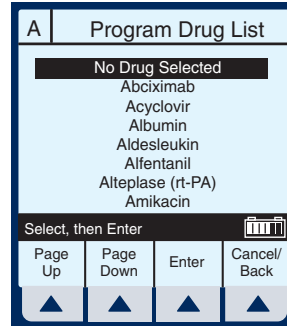 A Program Drug List
No Drug Selected
Abciximab
Acyclovir
Albumin
Aldesleukin
Alfentanil
Alteplase (rt-PA)
Amikacin
Select, then Enter
Page Up
Page Down
Enter
Cancel/ Back